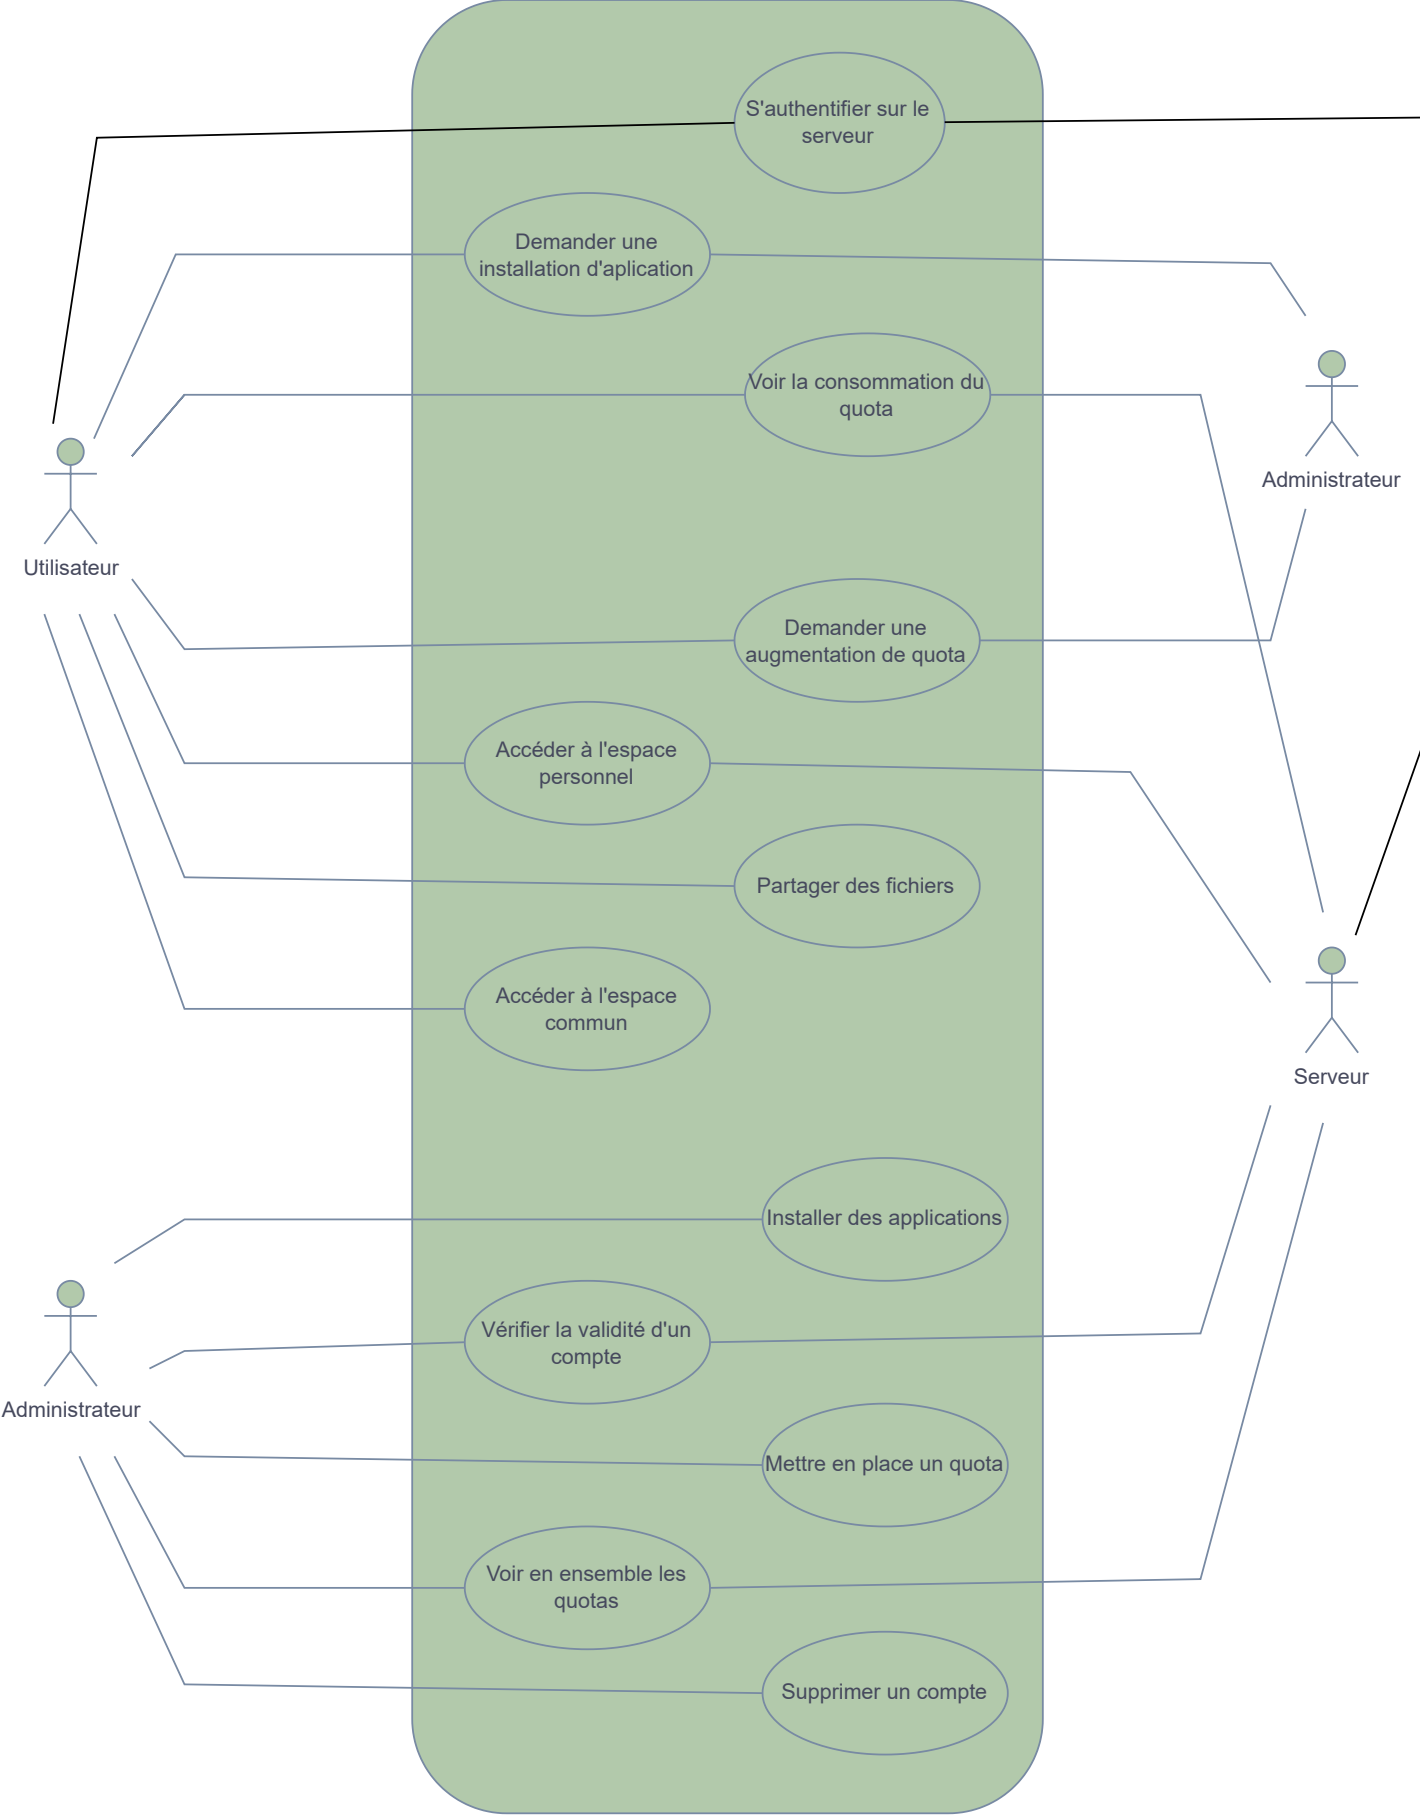 S'authentifier sur le
serveur
Demander une
installation d'aplication
Voir la consommation du
quota
Administrateur
Utilisateur
Demander une
augmentation de quota
Accéder à l'espace
personnel
Partager des fichiers
Accéder à l'espace
commun
Serveur
Installer des applications
Vérifier la validité d'un
compte
Administrateur
Mettre en place un quota
Voir en ensemble les
quotas
Supprimer un compte